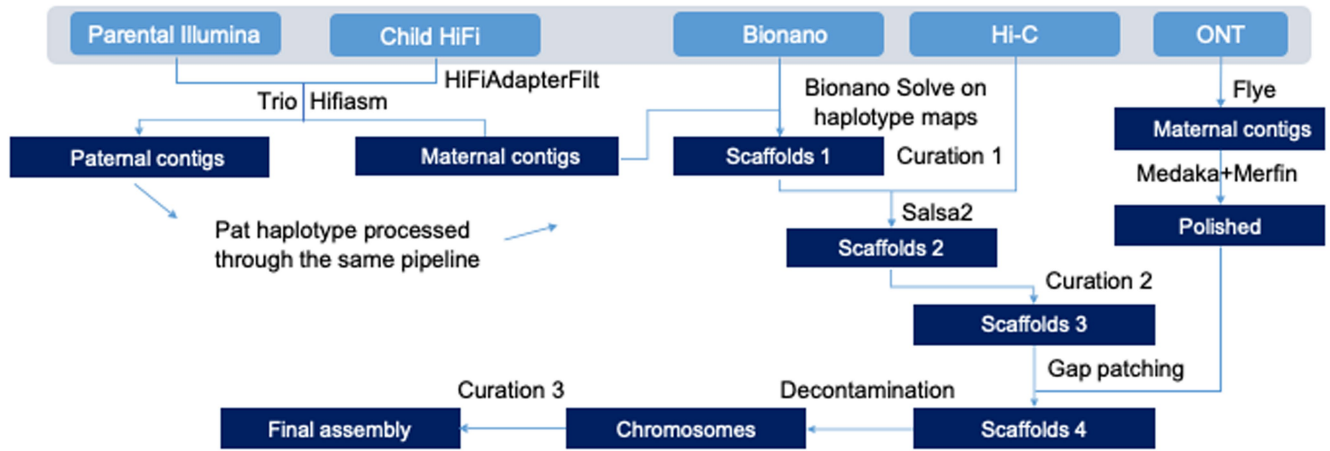 Parental Illumina
Child HiFi
Bionano
Hi-C
ONT
HiFiAdapterFilt
Trio
Hifiasm
Bionano Solve on
haplotype maps
Flye
Paternal contigs
Maternal contigs
Scaffolds 1
Curation 1
Maternal contigs
Medaka+Merfin
Salsa2
Polished
Pat haplotype processed
through the same pipeline
Scaffolds 2
Curation 2
Scaffolds 3
Gap patching
Curation 3
Decontamination
Final assembly
Chromosomes
Scaffolds 4